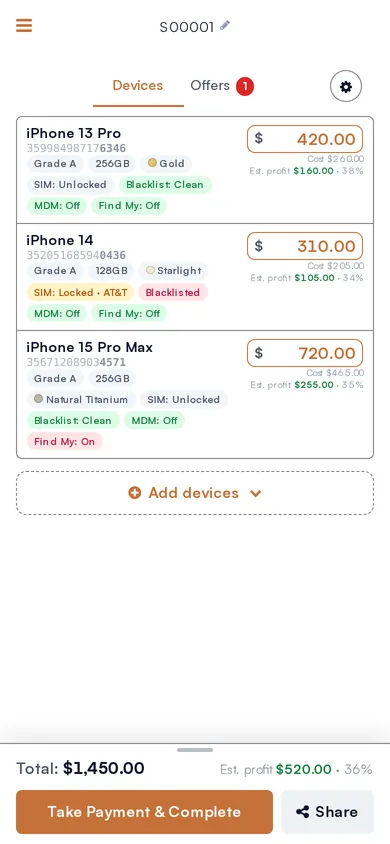 S00001
Devices
Offers 1
iPhone 13 Pro
359984987176346
Grade A 256GB Gold
SIM: Unlocked Blacklist: Clean
MDM: Off Find My: Off
$ 420.00
Cost $260.00
Est. profit $160.00 · 38%
iPhone 14
352051685940436
Grade A 128GB Starlight
SIM: Locked · AT&T Blacklisted
MDM: Off Find My: Off
$ 310.00
Cost $205.00
Est. profit $105.00 · 34%
iPhone 15 Pro Max
356712089034571
Grade A 256GB
Natural Titanium SIM: Unlocked
Blacklist: Clean MDM: Off
Find My: On
$ 720.00
Cost $465.00
Est. profit $255.00 · 35%
Add devices
Total: $1,450.00
Est. profit $520.00 · 36%
Take Payment & Complete
Share